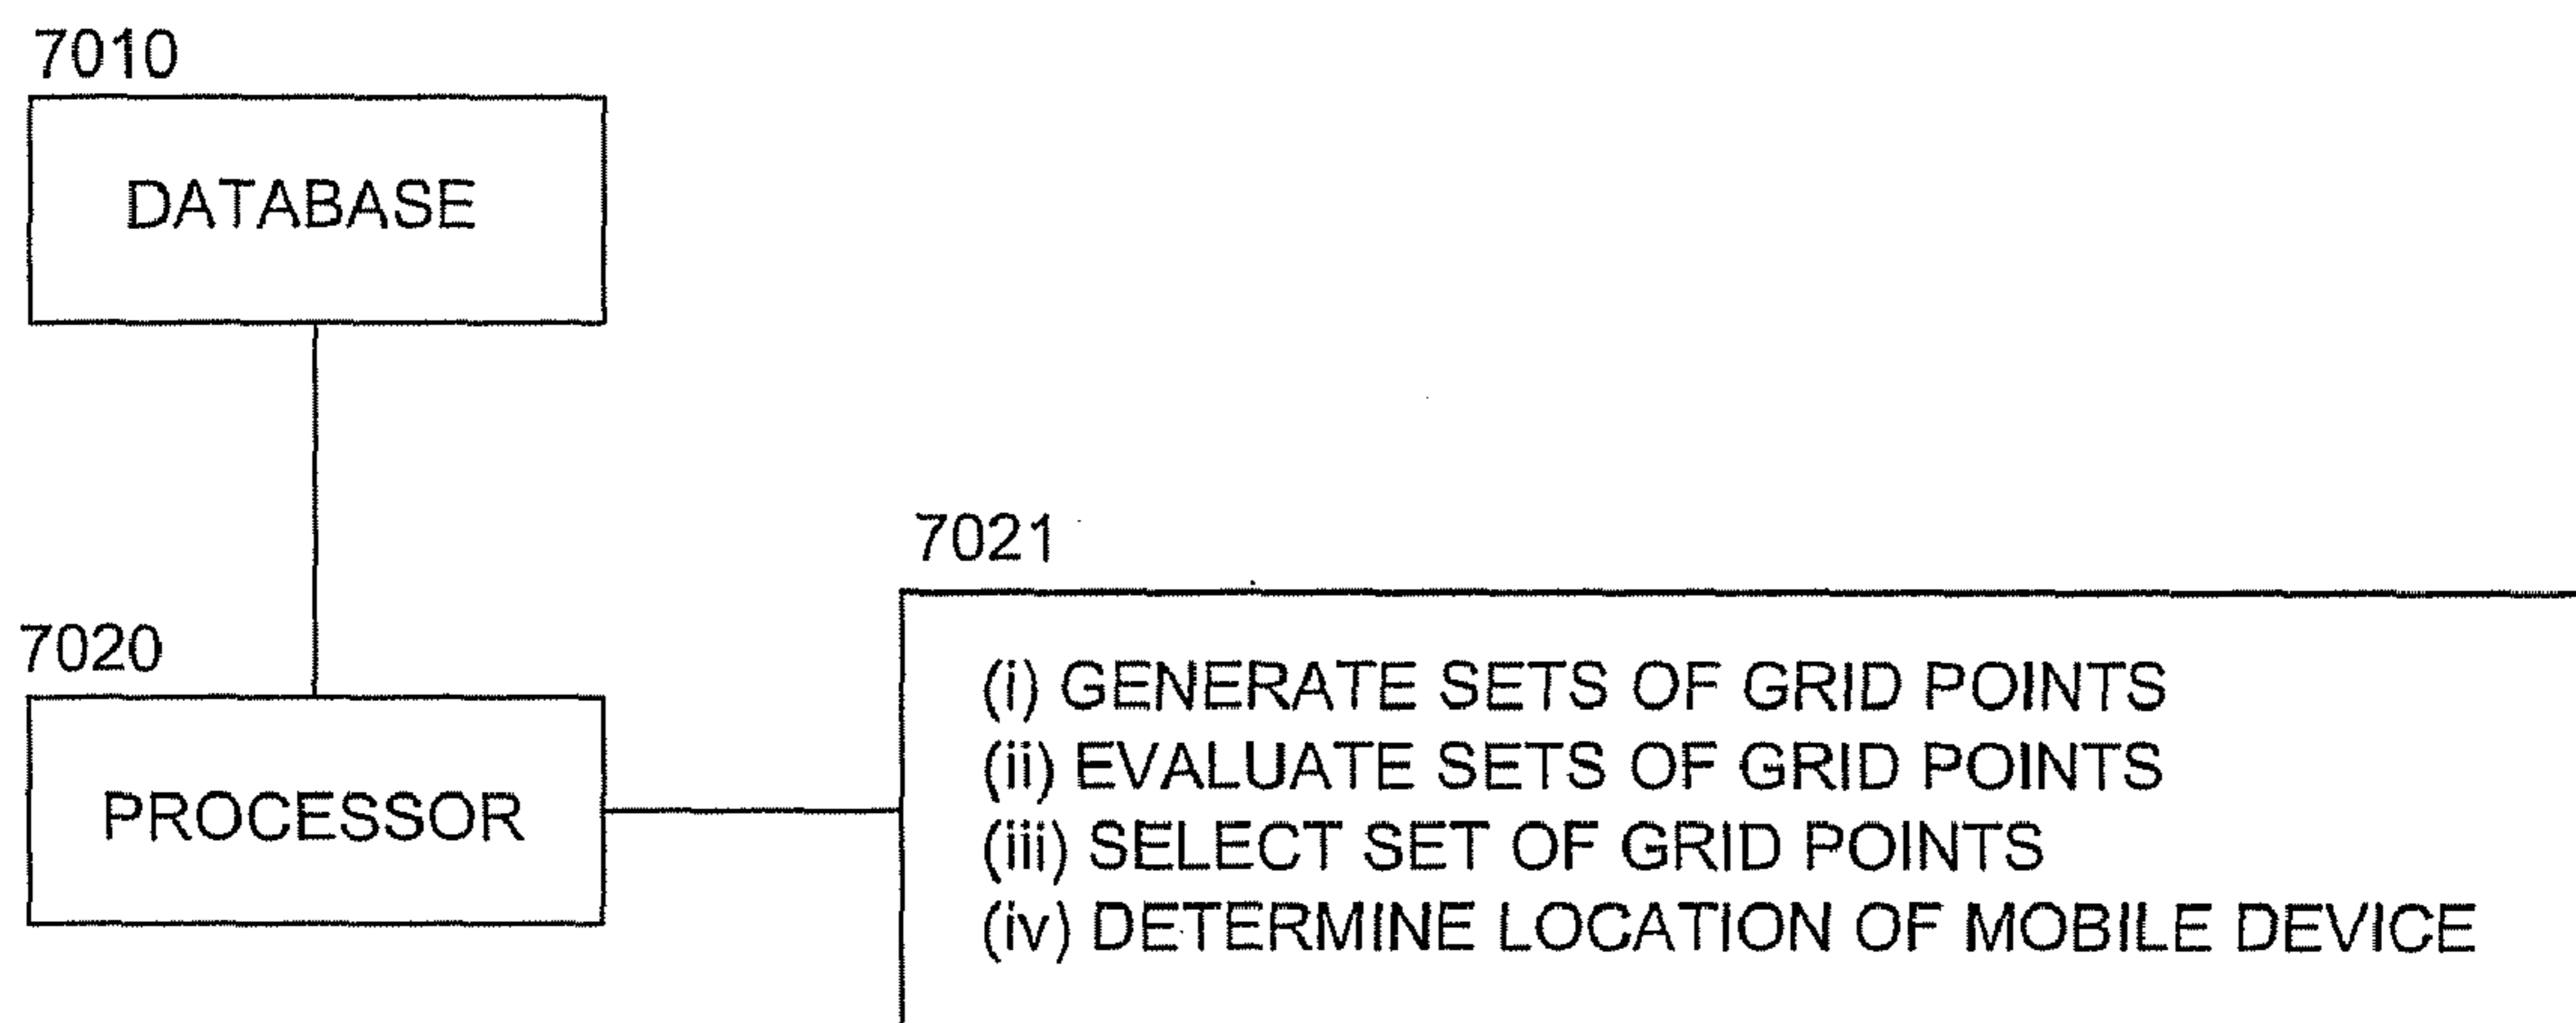 7010
DATABASE
7020
PROCESSOR
7021
(i) GENERATE SETS OF GRID POINTS
(ii) EVALUATE SETS OF GRID POINTS
(iii) SELECT SET OF GRID POINTS
(iv) DETERMINE LOCATION OF MOBILE DEVICE